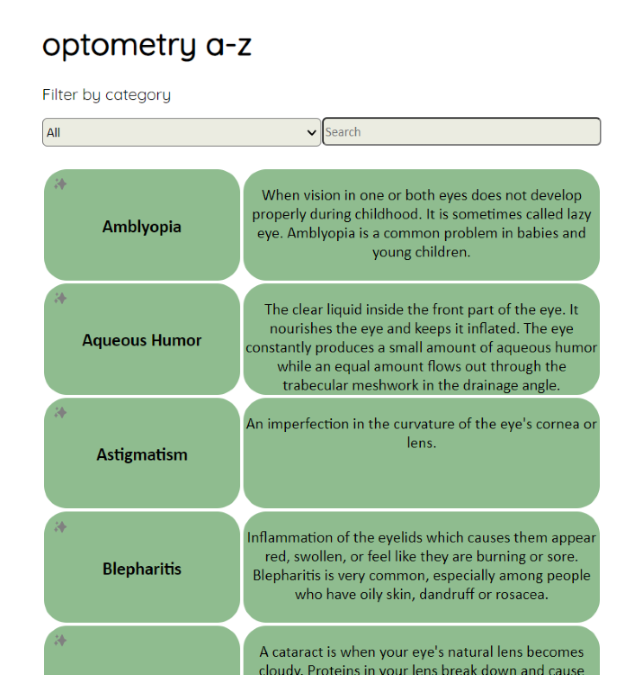 optometry a-z
Filter by category
All
Search
Amblyopia
When vision in one or both eyes does not develop
properly during childhood. It is sometimes called lazy
eye. Amblyopia is a common problem in babies and
young children.
Aqueous Humor
The clear liquid inside the front part of the eye. It
nourishes the eye and keeps it inflated. The eye
constantly produces a small amount of aqueous humor
while an equal amount flows out through the
trabecular meshwork in the drainage angle.
Astigmatism
An imperfection in the curvature of the eye's cornea or
lens.
Blepharitis
Inflammation of the eyelids which causes them appear
red, swollen, or feel like they are burning or sore.
Blepharitis is very common, especially among people
who have oily skin, dandruff or rosacea.
A cataract is when your eye's natural lens becomes
cloudy. Proteins in your lens break down and cause